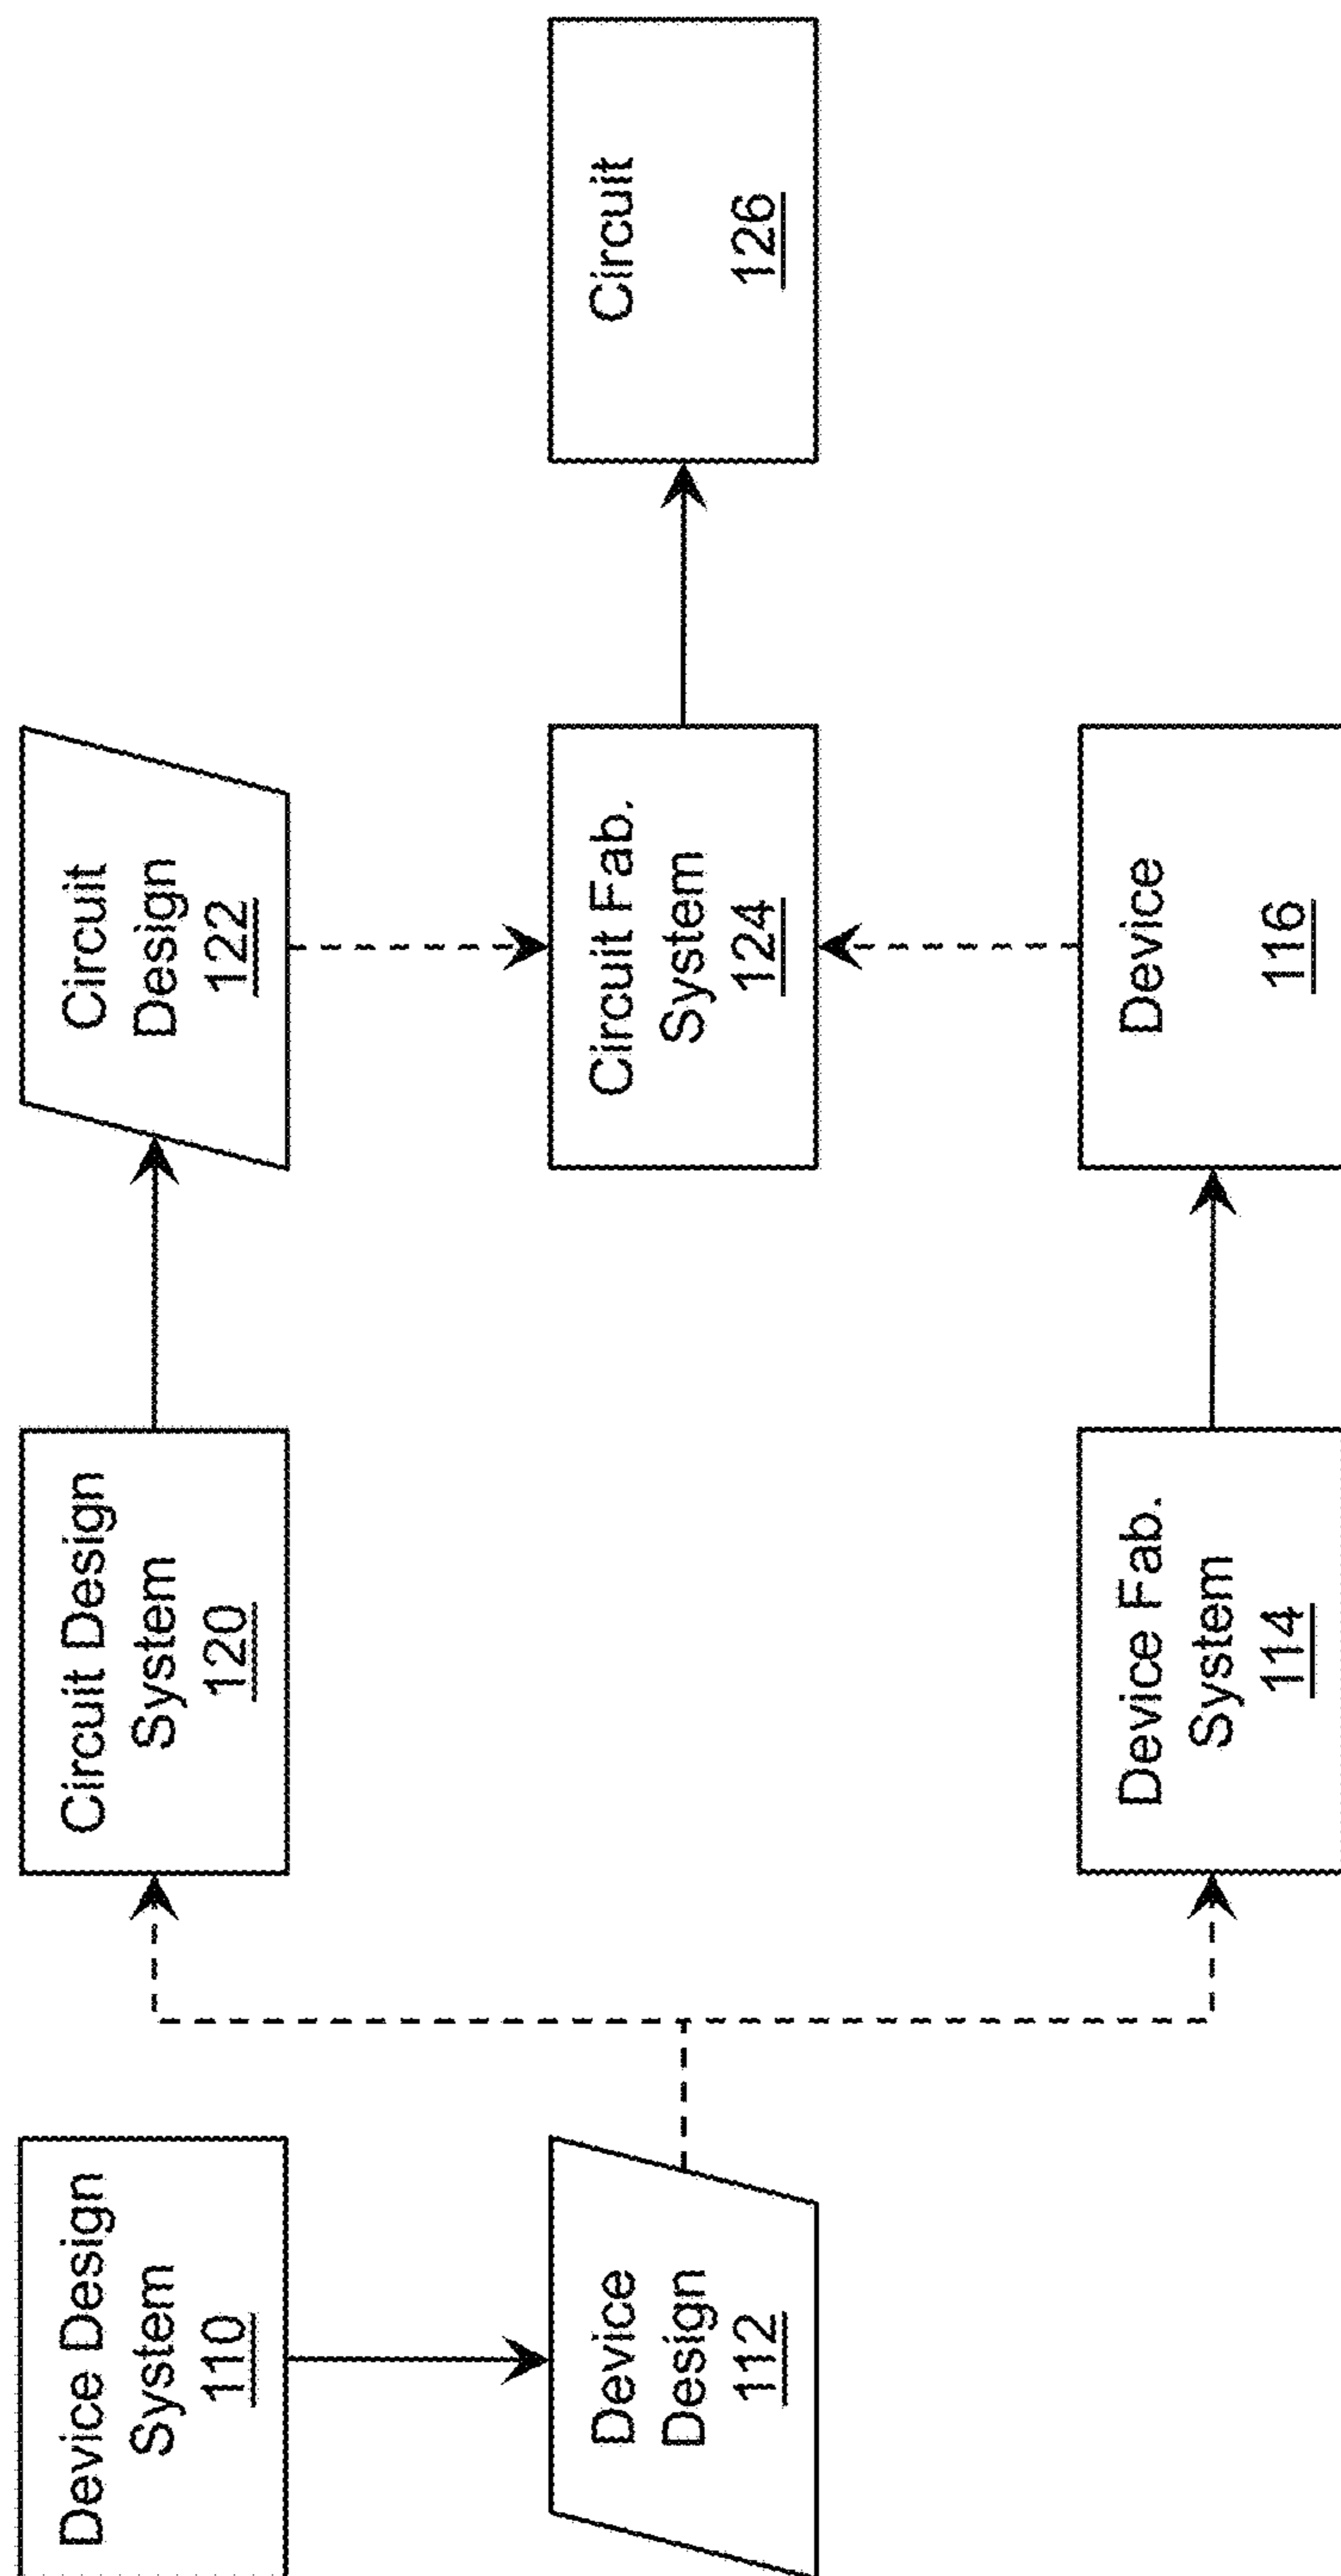 Device Design
System
110
Device
Design
112
Circuit Design
System
120
Device Fab.
System
114
Circuit
Design
122
Circuit Fab.
System
124
Device
116
Circuit
126